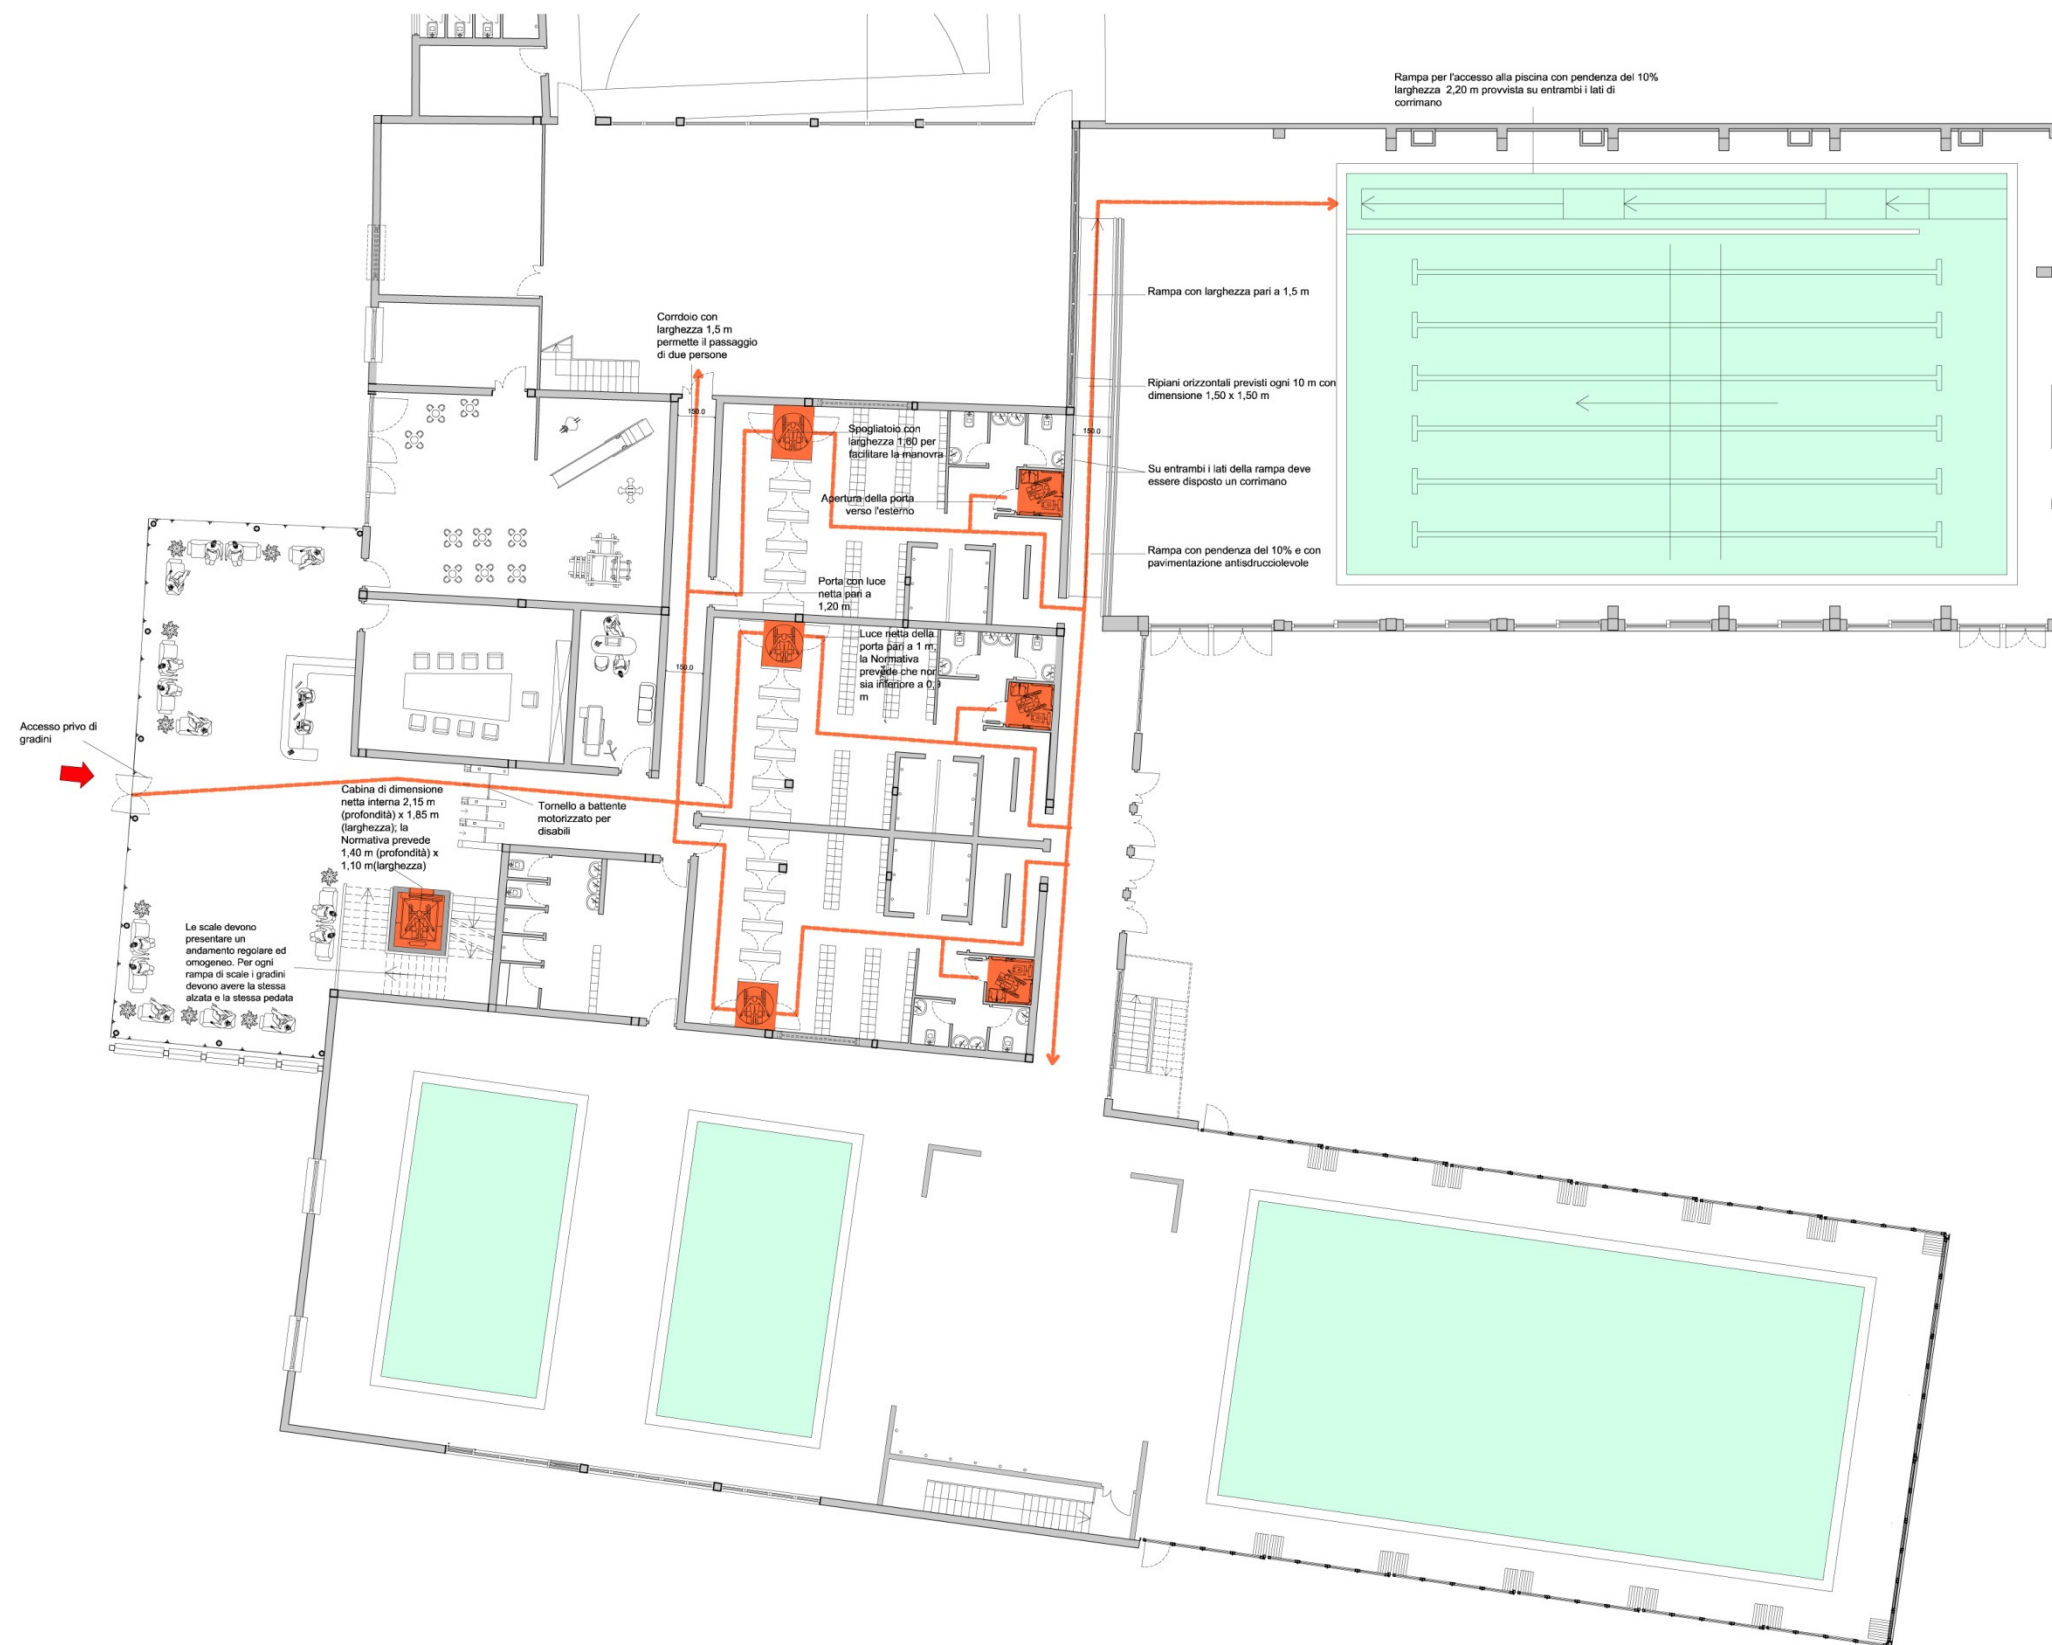 Rampa per l'accesso alla piscina con pendenza del 10%
larghezza 2,20 m provvista su entrambi i lati di
corrimano
Rampa con larghezza pari a 1,5 m
Corrdoio con
larghezza 1,5 m
permette il passaggio
di due persone
Ripiani orizzontali previsti ogni 10 m con
dimensione 1,50 x 1,50 m
150.0
Spogliatoio con
larghezza 1,60 per
facilitare la manovra
150.0
Su entrambi i lati della rampa deve
essere disposto un corrimano
Apertura della porta
verso l'esterno
Rampa con pendenza del 10% e con
pavimentazione antisdrucciolevole
Porta con luce
netta pari a
1,20 m
Luce netta della
porta pari a 1 m,
la Normativa
prevede che non
sia inferiore a 0,9
m
150.0
Accesso privo di
gradini
Cabina di dimensione
netta interna 2,15 m
(profondità) x 1,85 m
(larghezza); la
Normativa prevede
1,40 m (profondità) x
1,10 m(larghezza)
Tornello a battente
motorizzato per
disabili
Le scale devono
presentare un
andamento regolare ed
omogeneo. Per ogni
rampa di scale i gradini
devono avere la stessa
alzata e la stessa pedata